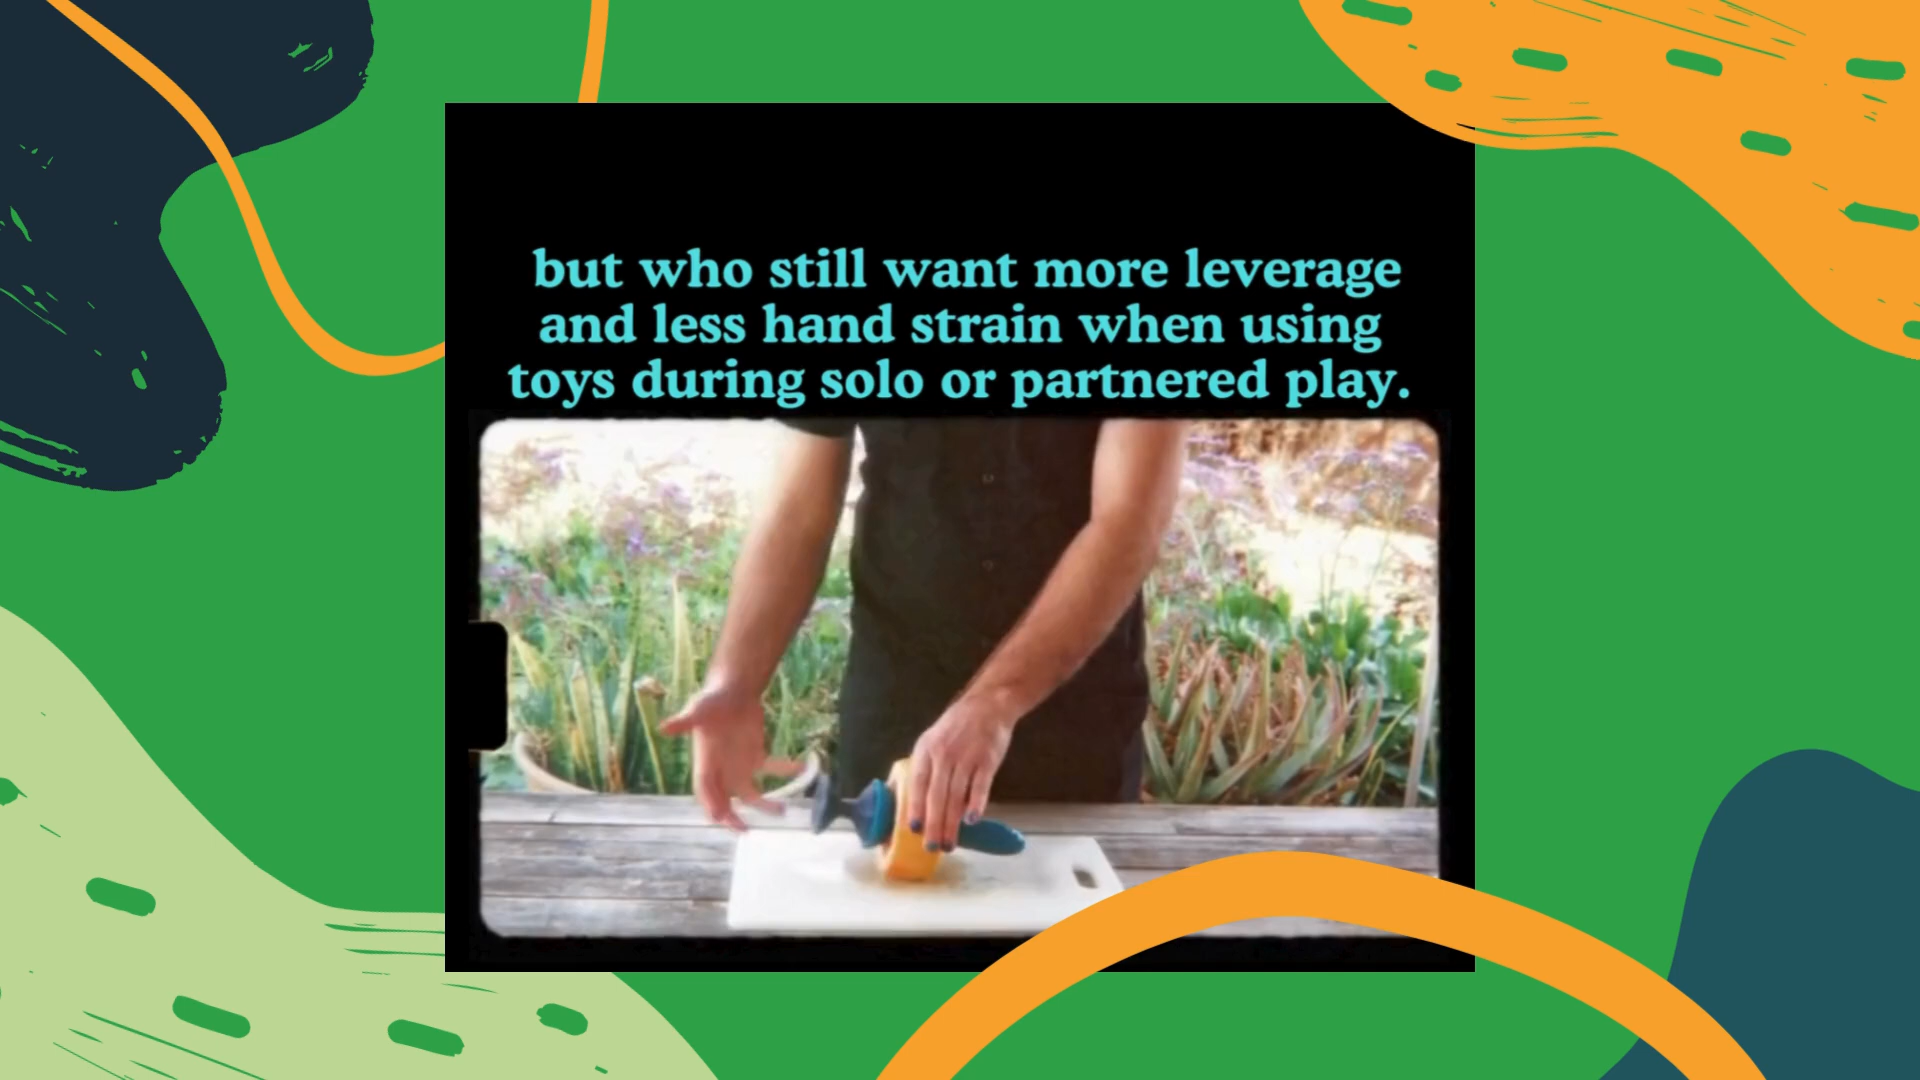 but who still want more leverage
and less hand strain when using
toys during solo or partnered play.